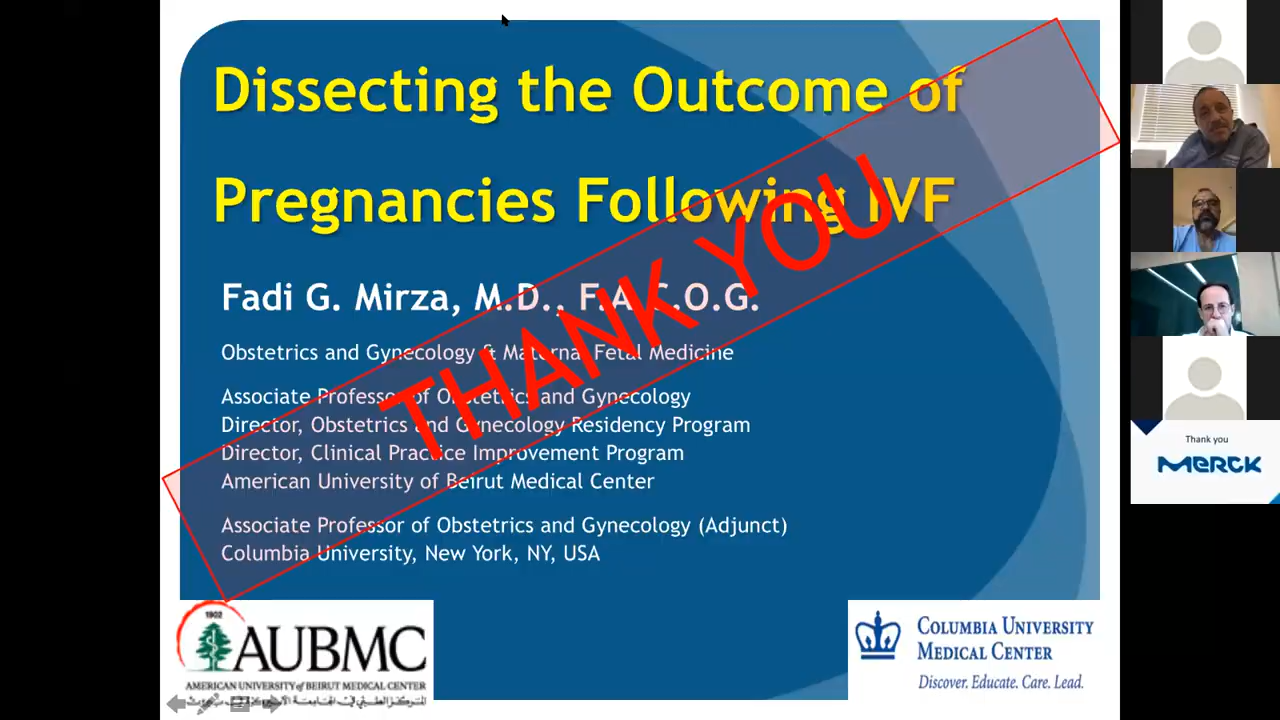 Dissecting the Outcome of
Pregnancies Following IVF
THANK YOU
Fadi G. Mirza, M.D., F.A.C.O.G.
Obstetrics and Gynecology & Maternal Fetal Medicine
Associate Professor of Obstetrics and Gynecology
Director, Obstetrics and Gynecology Residency Program
Director, Clinical Practice Improvement Program
American University of Beirut Medical Center
Associate Professor of Obstetrics and Gynecology (Adjunct)
Columbia University, New York, NY, USA
1902
AUBMC
AMERICAN UNIVERSITY of BEIRUT MEDICAL CENTER
COLUMBIA UNIVERSITY
MEDICAL CENTER
Discover. Educate. Care. Lead.
Thank you
MERCK